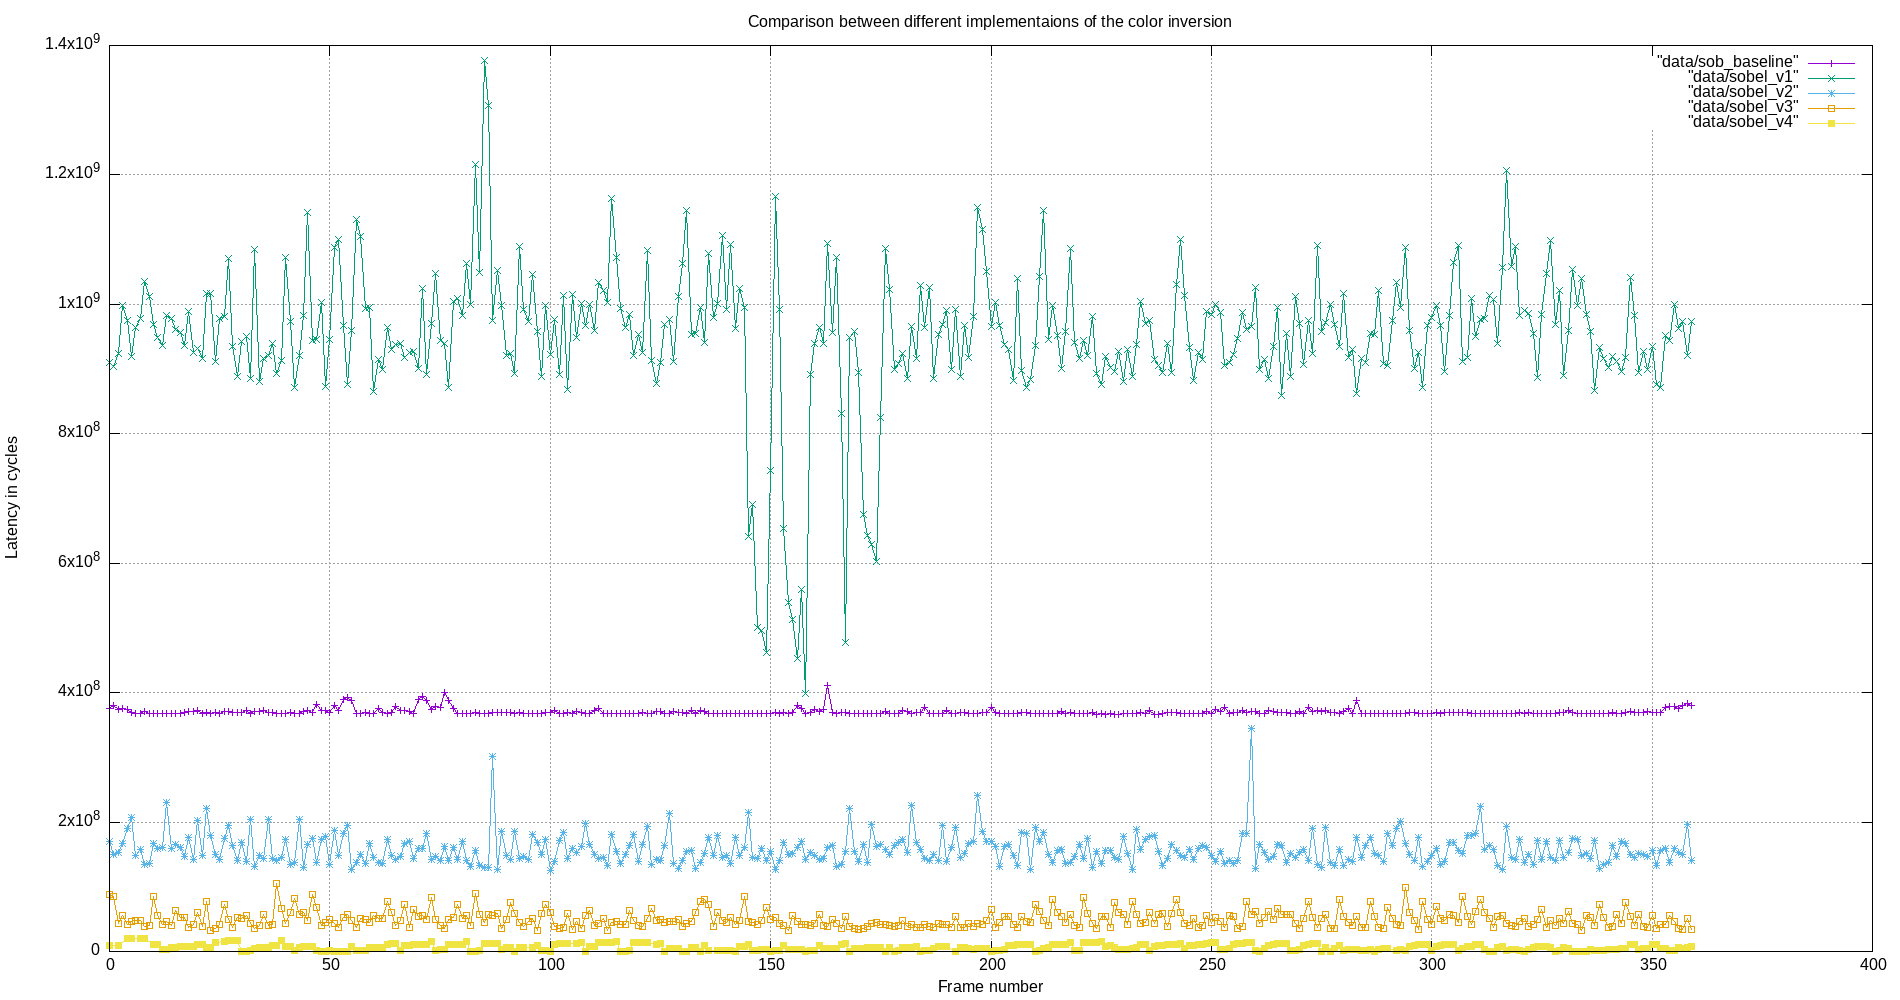 Comparison between different implementaions of the color inversion
1.4x10⁹
1.2x10⁹
1x10⁹
8x10⁸
6x10⁸
4x10⁸
2x10⁸
0
Latency in cycles
"data/sob_baseline"
"data/sobel_v1"
"data/sobel_v2"
"data/sobel_v3"
"data/sobel_v4"
0 50 100 150 200 250 300 350 400
Frame number